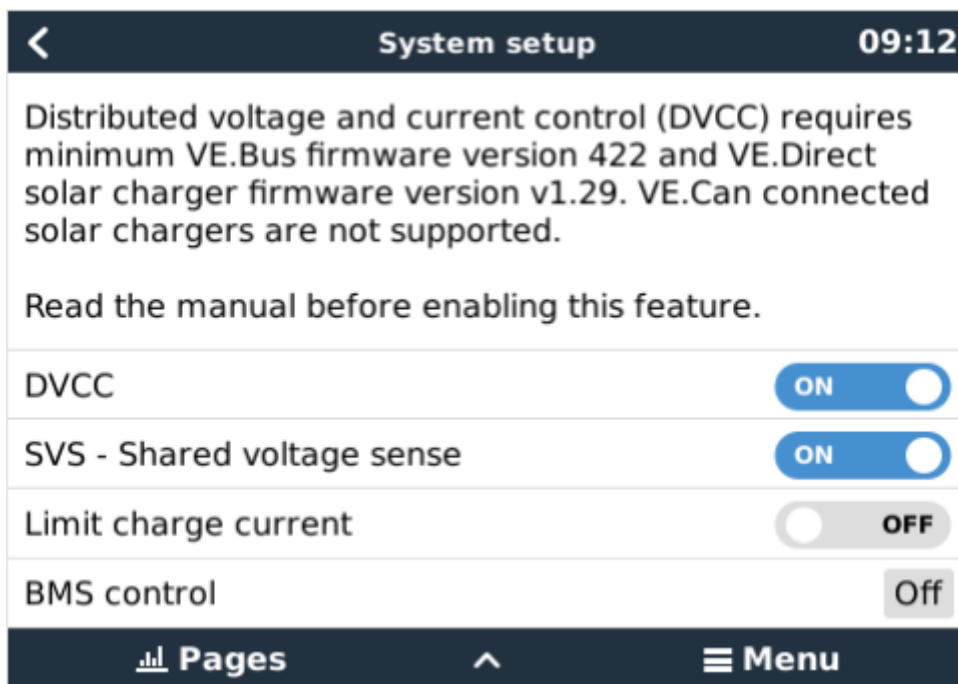 System setup 09:12
Distributed voltage and current control (DVCC) requires
minimum VE.Bus firmware version 422 and VE.Direct
solar charger firmware version v1.29. VE.Can connected
solar chargers are not supported.
Read the manual before enabling this feature.
DVCC ON
SVS - Shared voltage sense ON
Limit charge current OFF
BMS control Off
Pages Menu